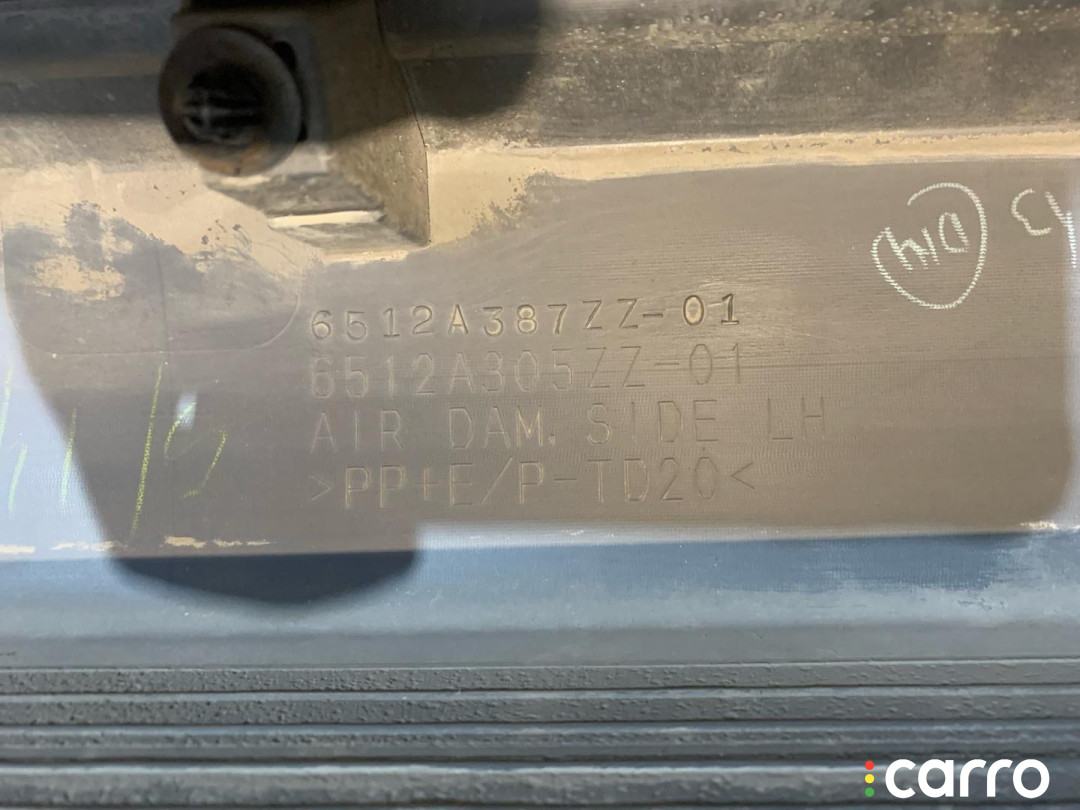 6512A387ZZ-01
6512A305ZZ-01
AIR DAM. SIDE LH
>PP+E/P-TD20<
carro